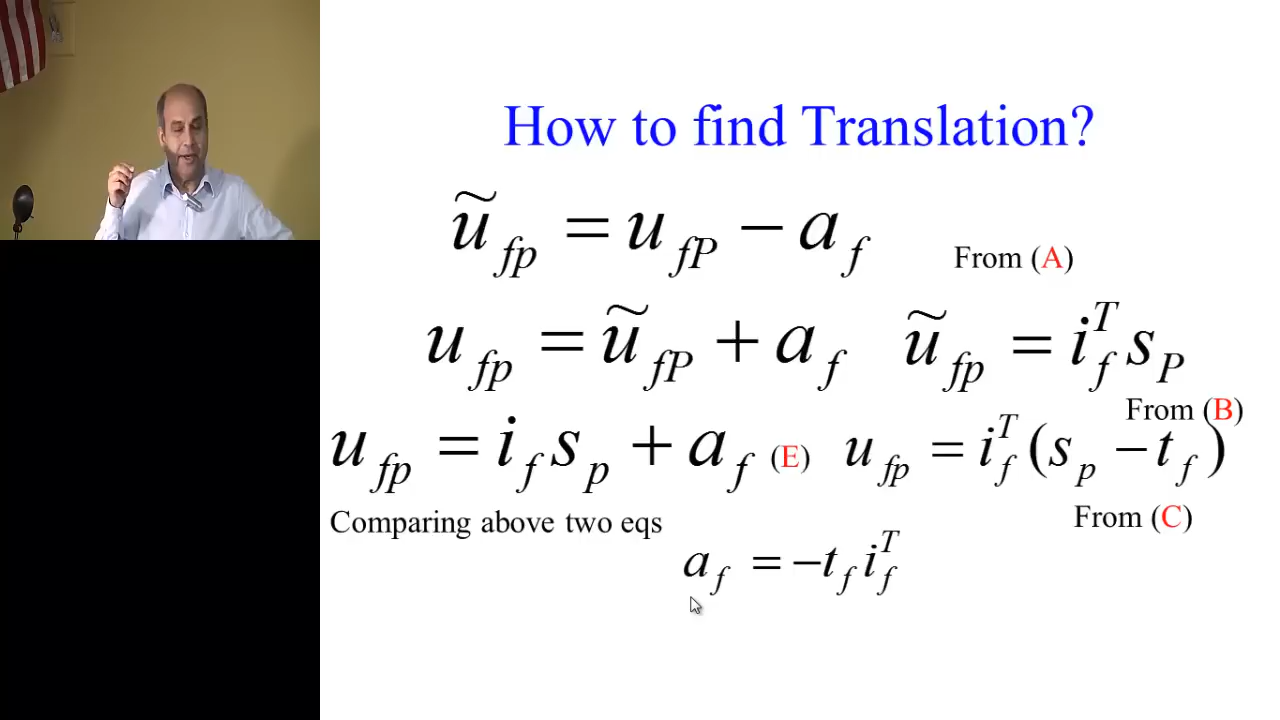 How to find Translation?
ũ_fp = u_fP − a_f From (A)
u_fp = ũ_fP + a_f ũ_fp = i_f^T s_P
From (B)
u_fp = i_f s_p + a_f (E) u_fp = i_f^T (s_p − t_f)
Comparing above two eqs From (C)
a_f = −t_f i_f^T